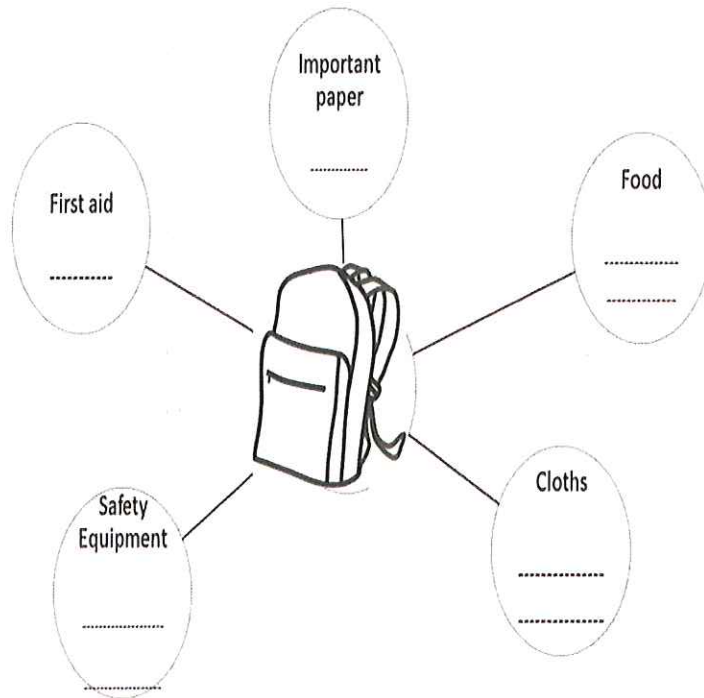 Important
paper
............
First aid
............
Food
............
............
Cloths
............
............
Safety
Equipment
............
............